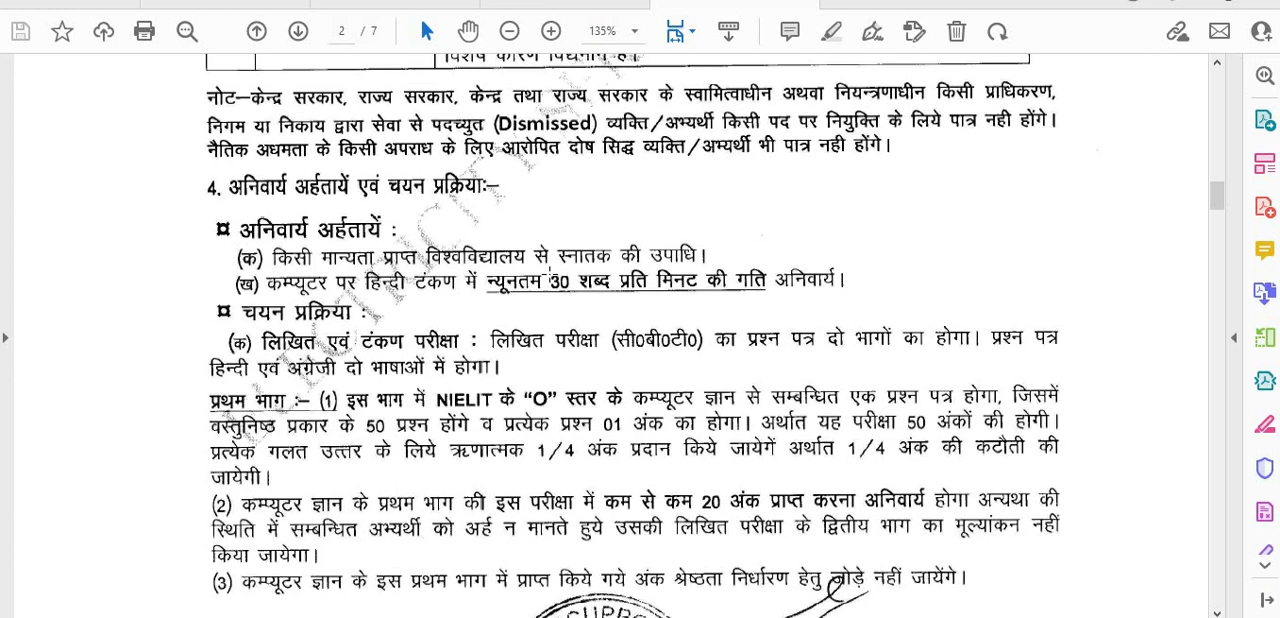 2 / 7
135%
विशेष कारण विद्यमान है।
नोट–केन्द्र सरकार, राज्य सरकार, केन्द्र तथा राज्य सरकार के स्वामित्वाधीन अथवा नियन्त्रणाधीन किसी प्राधिकरण,
निगम या निकाय द्वारा सेवा से पदच्युत (Dismissed) व्यक्ति/अभ्यर्थी किसी पद पर नियुक्ति के लिये पात्र नही होंगे।
नैतिक अधमता के किसी अपराध के लिए आरोपित दोष सिद्ध व्यक्ति/अभ्यर्थी भी पात्र नही होंगे।
4. अनिवार्य अर्हतायें एवं चयन प्रक्रियाः–
¤ अनिवार्य अर्हतायें :
(क) किसी मान्यता प्राप्त विश्वविद्यालय से स्नातक की उपाधि।
(ख) कम्प्यूटर पर हिन्दी टंकण में न्यूनतम 30 शब्द प्रति मिनट की गति अनिवार्य।
¤ चयन प्रक्रिया :
(क) लिखित एवं टंकण परीक्षा : लिखित परीक्षा (सी0बी0टी0) का प्रश्न पत्र दो भागों का होगा। प्रश्न पत्र
हिन्दी एवं अंग्रेजी दो भाषाओं में होगा।
प्रथम भाग :– (1) इस भाग में NIELIT के “O” स्तर के कम्प्यूटर ज्ञान से सम्बन्धित एक प्रश्न पत्र होगा, जिसमें
वस्तुनिष्ठ प्रकार के 50 प्रश्न होंगे व प्रत्येक प्रश्न 01 अंक का होगा। अर्थात यह परीक्षा 50 अंकों की होगी।
प्रत्येक गलत उत्तर के लिये ऋणात्मक 1/4 अंक प्रदान किये जायेगें अर्थात 1/4 अंक की कटौती की
जायेगी।
(2) कम्प्यूटर ज्ञान के प्रथम भाग की इस परीक्षा में कम से कम 20 अंक प्राप्त करना अनिवार्य होगा अन्यथा की
स्थिति में सम्बन्धित अभ्यर्थी को अर्ह न मानते हुये उसकी लिखित परीक्षा के द्वितीय भाग का मूल्यांकन नहीं
किया जायेगा।
(3) कम्प्यूटर ज्ञान के इस प्रथम भाग में प्राप्त किये गये अंक श्रेष्ठता निर्धारण हेतु जोड़े नहीं जायेंगे।